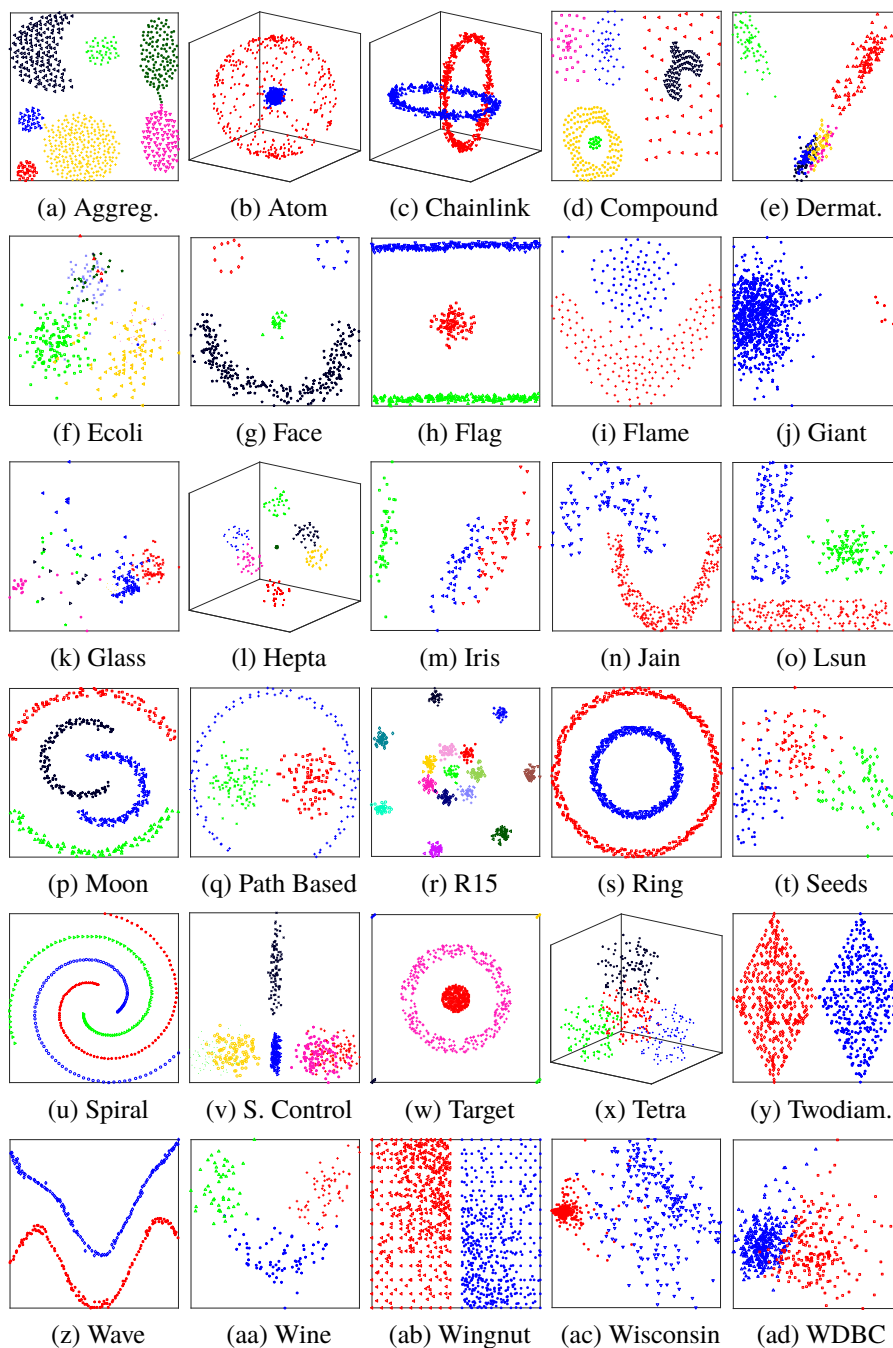 (a) Aggreg. (b) Atom (c) Chainlink (d) Compound (e) Dermat.
(f) Ecoli (g) Face (h) Flag (i) Flame (j) Giant
(k) Glass (l) Hepta (m) Iris (n) Jain (o) Lsun
(p) Moon (q) Path Based (r) R15 (s) Ring (t) Seeds
(u) Spiral (v) S. Control (w) Target (x) Tetra (y) Twodiam.
(z) Wave (aa) Wine (ab) Wingnut (ac) Wisconsin (ad) WDBC